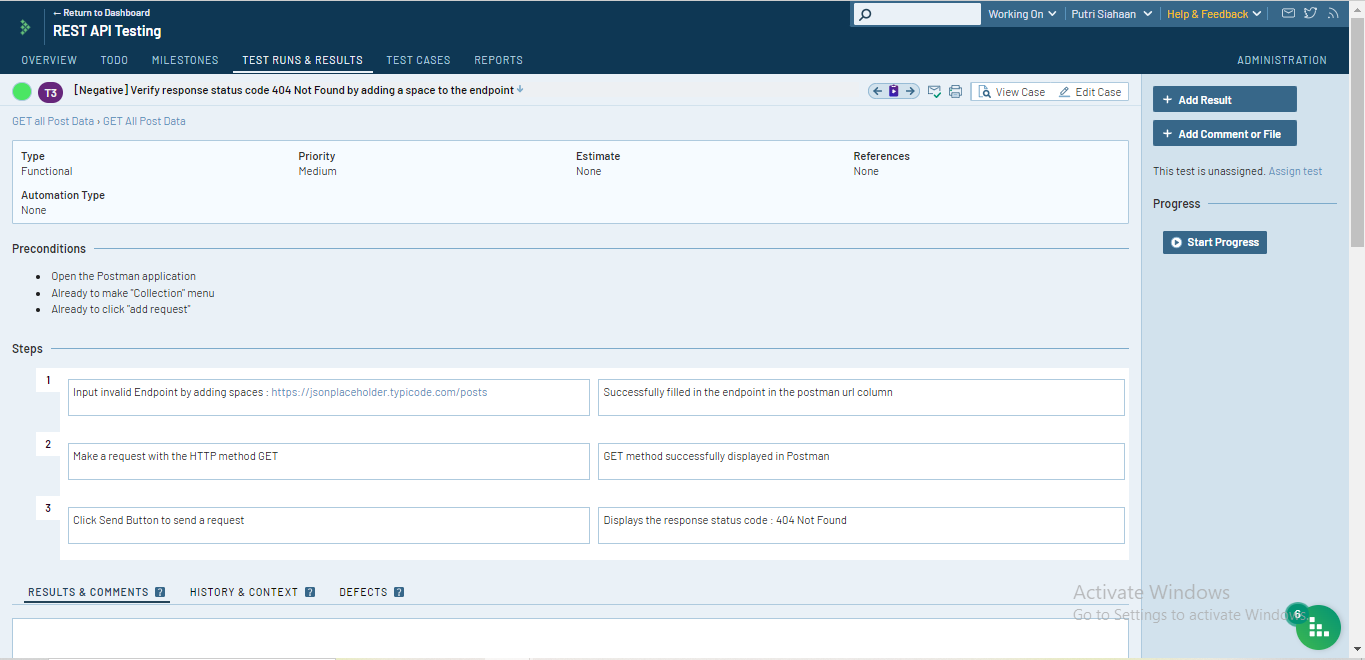 ← Return to Dashboard
REST API Testing
Working On
Putri Siahaan
Help & Feedback
OVERVIEW
TODO
MILESTONES
TEST RUNS & RESULTS
TEST CASES
REPORTS
ADMINISTRATION
T3
[Negative] Verify response status code 404 Not Found by adding a space to the endpoint
View Case
Edit Case
GET all Post Data › GET All Post Data
Type
Functional
Priority
Medium
Estimate
None
References
None
Automation Type
None
Preconditions
Open the Postman application
Already to make "Collection" menu
Already to click "add request"
Steps
1
Input invalid Endpoint by adding spaces : https://jsonplaceholder.typicode.com/posts
Successfully filled in the endpoint in the postman url column
2
Make a request with the HTTP method GET
GET method successfully displayed in Postman
3
Click Send Button to send a request
Displays the response status code : 404 Not Found
RESULTS & COMMENTS ?
HISTORY & CONTEXT ?
DEFECTS ?
+ Add Result
+ Add Comment or File
This test is unassigned. Assign test
Progress
Start Progress
Activate Windows
Go to Settings to activate Windows.
6